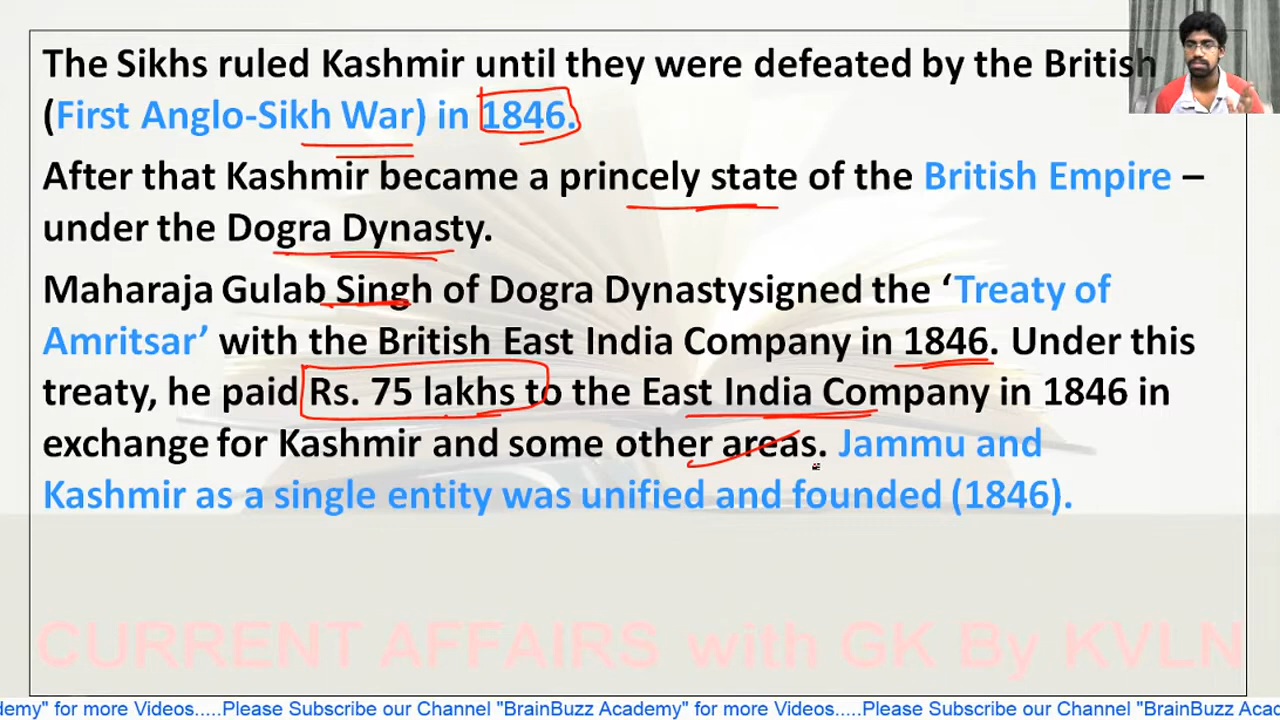 The Sikhs ruled Kashmir until they were defeated by the British
(First Anglo-Sikh War) in 1846.
After that Kashmir became a princely state of the British Empire –
under the Dogra Dynasty.
Maharaja Gulab Singh of Dogra Dynastysigned the ‘Treaty of
Amritsar’ with the British East India Company in 1846. Under this
treaty, he paid Rs. 75 lakhs to the East India Company in 1846 in
exchange for Kashmir and some other areas. Jammu and
Kashmir as a single entity was unified and founded (1846).
CURRENT AFFAIRS with GK By KVLN
demy" for more Videos.....Please Subscribe our Channel "BrainBuzz Academy" for more Videos.....Please Subscribe our Channel "BrainBuzz Aca